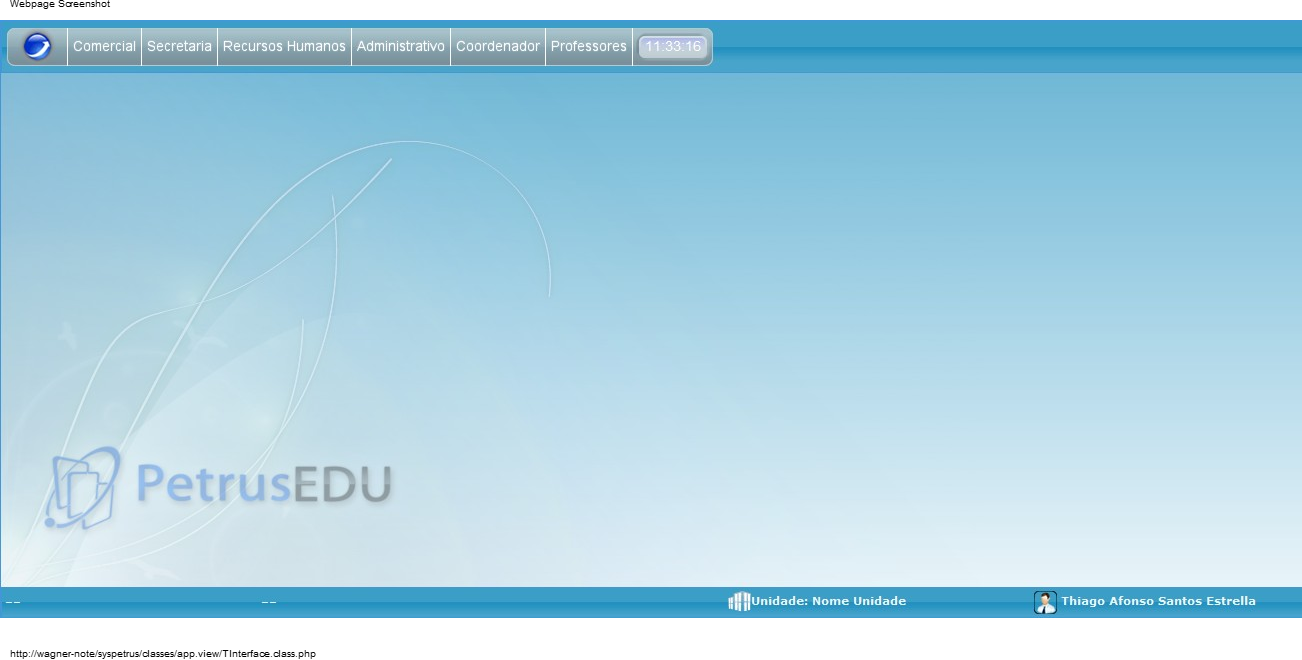 Webpage Screenshot
Comercial Secretaria Recursos Humanos Administrativo Coordenador Professores 11:33:16
PetrusEDU
-- -- Unidade: Nome Unidade Thiago Afonso Santos Estrella
http://wagner-note/syspetrus/classes/app.view/TInterface.class.php